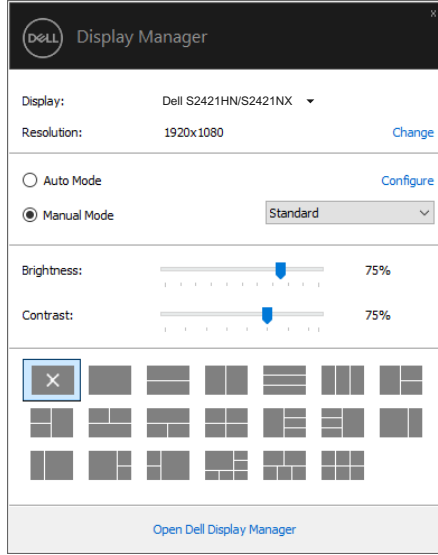 x
DELL Display Manager
Display: Dell S2421HN/S2421NX
Resolution: 1920x1080 Change
Auto Mode Configure
Manual Mode Standard
Brightness: 75%
Contrast: 75%
Open Dell Display Manager